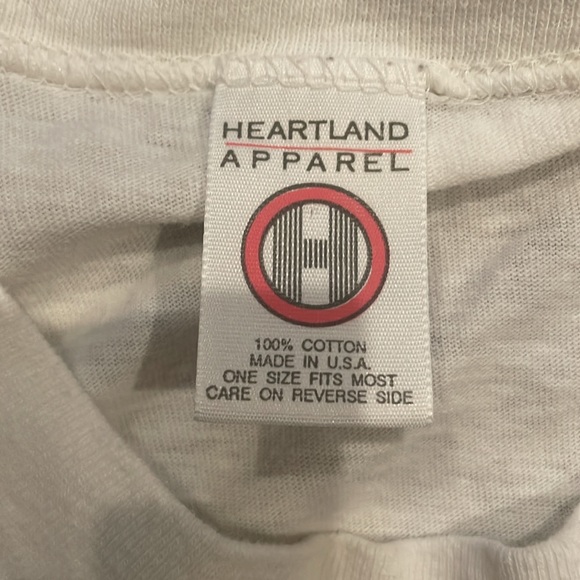 HEARTLAND
APPAREL
H
100% COTTON
MADE IN U.S.A.
ONE SIZE FITS MOST
CARE ON REVERSE SIDE